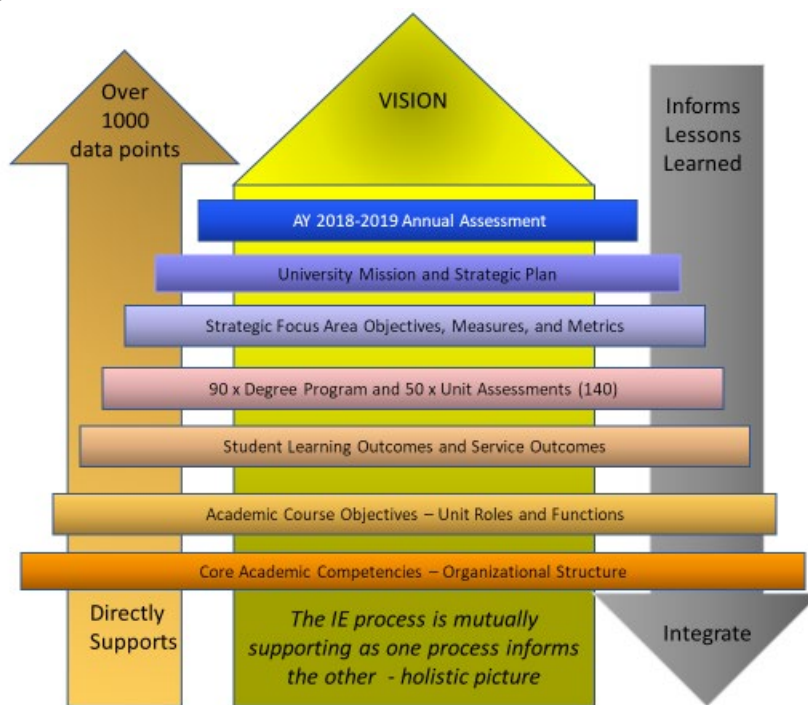 Over
1000
data points
VISION
Informs
Lessons
Learned
AY 2018-2019 Annual Assessment
University Mission and Strategic Plan
Strategic Focus Area Objectives, Measures, and Metrics
90 x Degree Program and 50 x Unit Assessments (140)
Student Learning Outcomes and Service Outcomes
Academic Course Objectives – Unit Roles and Functions
Core Academic Competencies – Organizational Structure
Directly
Supports
The IE process is mutually
supporting as one process informs
the other - holistic picture
Integrate